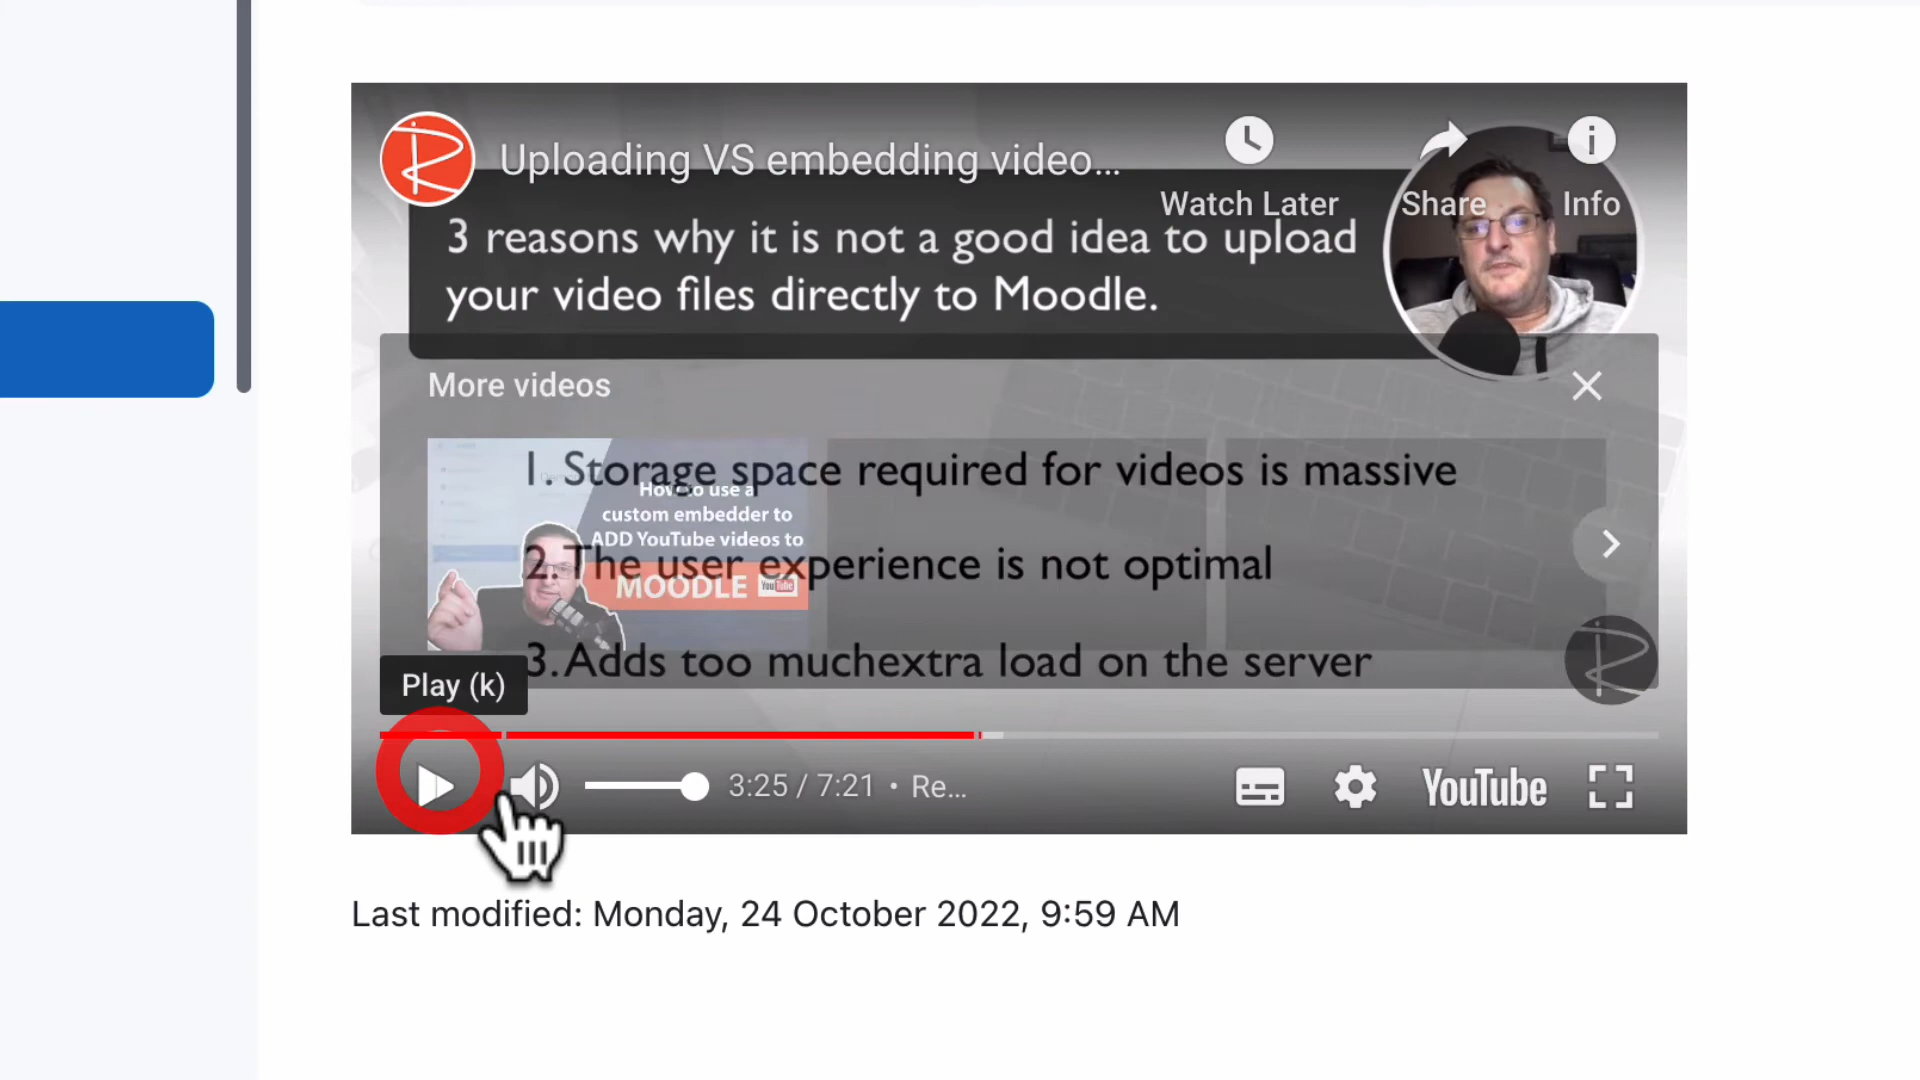 Uploading VS embedding video...
Watch Later
Share
Info
3 reasons why it is not a good idea to upload
your video files directly to Moodle.
More videos
1. Storage space required for videos is massive
How to use a
custom embedder to
ADD YouTube videos to
MOODLE YouTube
2. The user experience is not optimal
3. Adds too muchextra load on the server
Play (k)
3:25 / 7:21 • Re...
YouTube
Last modified: Monday, 24 October 2022, 9:59 AM